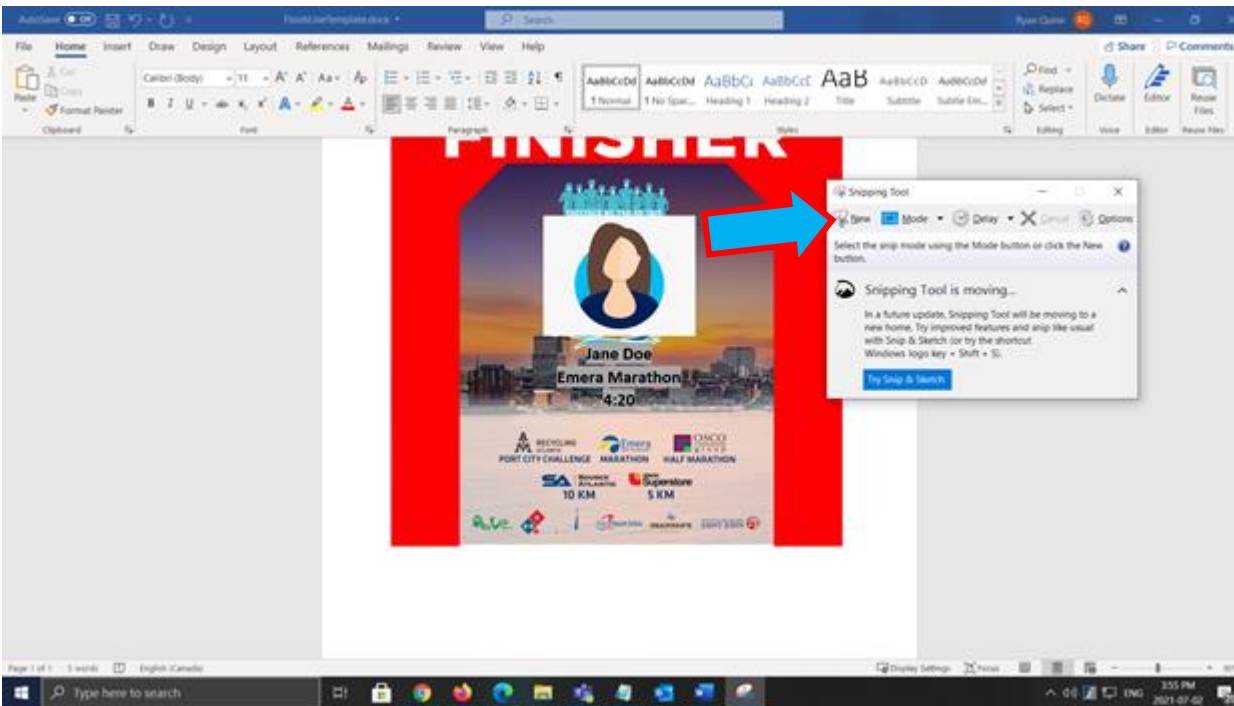 AutoSave Off FinishLineTemplate.docx Search Ryan Quinn
File Home Insert Draw Design Layout References Mailings Review View Help Share Comments
Cut
Copy
Paste Format Painter
Calibri (Body) 11
Clipboard Font Paragraph Styles Editing Voice Editor Reuse Files
AaBbCcDd AaBbCcDd AaBbCc AaBbCcD AaB AaBbCcD AaBbCcDd
1 Normal 1 No Spac... Heading 1 Heading 2 Title Subtitle Subtle Em...
Find
Replace
Select
Dictate Editor Reuse Files
FINISHER
Jane Doe
Emera Marathon
4:20
RECYCLING
PORT CITY CHALLENGE
Emera
MARATHON
OSCO
group
HALF MARATHON
SA
10 KM
Superstore
5 KM
Snipping Tool
New Mode Delay Cancel Options
Select the snip mode using the Mode button or click the New
button.
Snipping Tool is moving...
In a future update, Snipping Tool will be moving to a
new home. Try improved features and snip like usual
with Snip & Sketch (or try the shortcut
Windows logo key + Shift + S).
Try Snip & Sketch
Page 1 of 1 5 words English (Canada) Display Settings Focus
Type here to search ENG 3:55 PM
2021-07-02